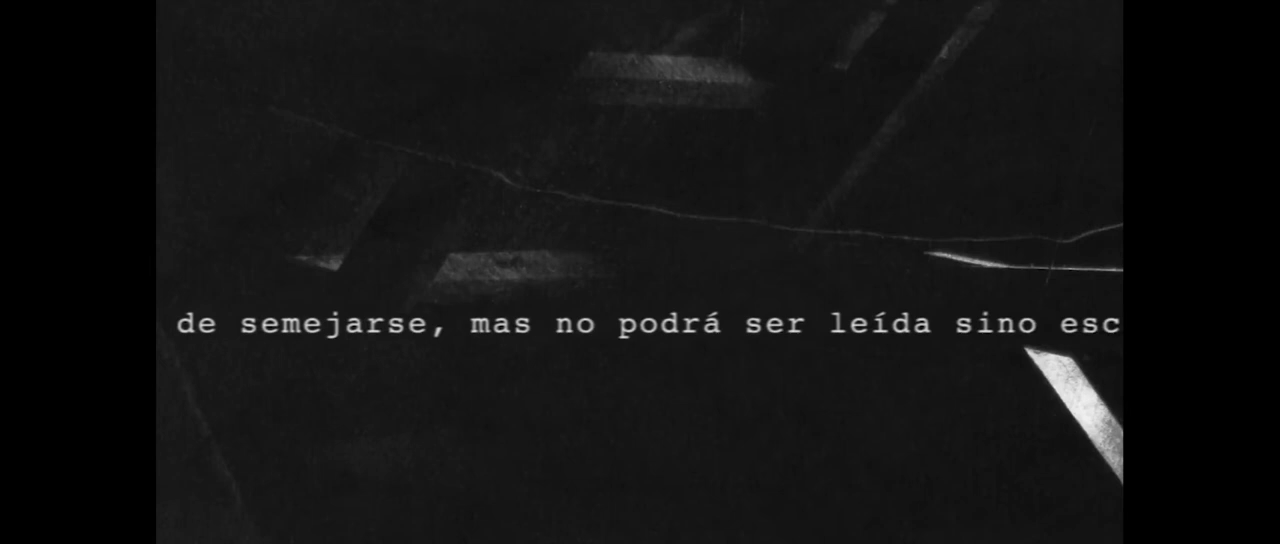 de semejarse, mas no podrá ser leída sino esc